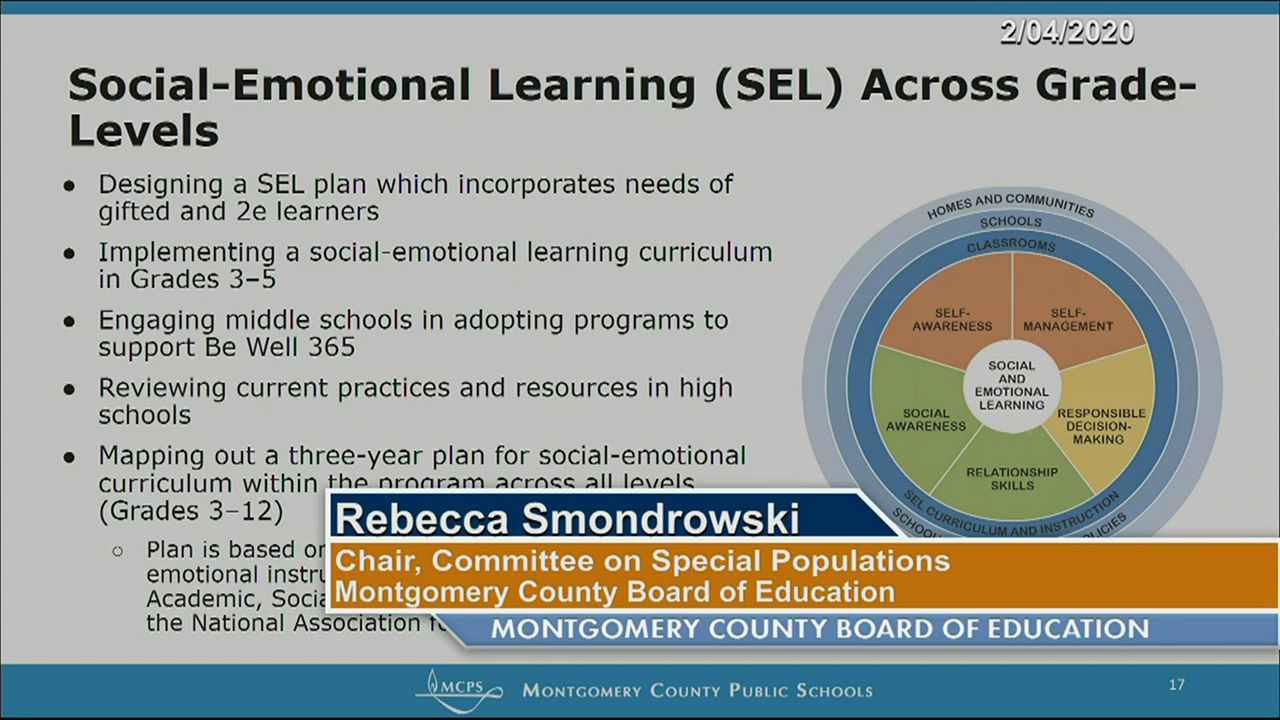 2/04/2020
Social-Emotional Learning (SEL) Across Grade-
Levels
● Designing a SEL plan which incorporates needs of
gifted and 2e learners
● Implementing a social-emotional learning curriculum
in Grades 3–5
● Engaging middle schools in adopting programs to
support Be Well 365
● Reviewing current practices and resources in high
schools
● Mapping out a three-year plan for social-emotional
curriculum within the program across all levels
(Grades 3–12)
○ Plan is based
emotional
Academic,
the National Association
HOMES AND COMMUNITIES
SCHOOLS
CLASSROOMS
SELF-
AWARENESS
SELF-
MANAGEMENT
SOCIAL
AND
EMOTIONAL
LEARNING
SOCIAL
AWARENESS
RESPONSIBLE
DECISION-
MAKING
RELATIONSHIP
SKILLS
SEL CURRICULUM AND INSTRUCTION
Rebecca Smondrowski
Chair, Committee on Special Populations
Montgomery County Board of Education
MONTGOMERY COUNTY BOARD OF EDUCATION
MCPS
MONTGOMERY COUNTY PUBLIC SCHOOLS
17